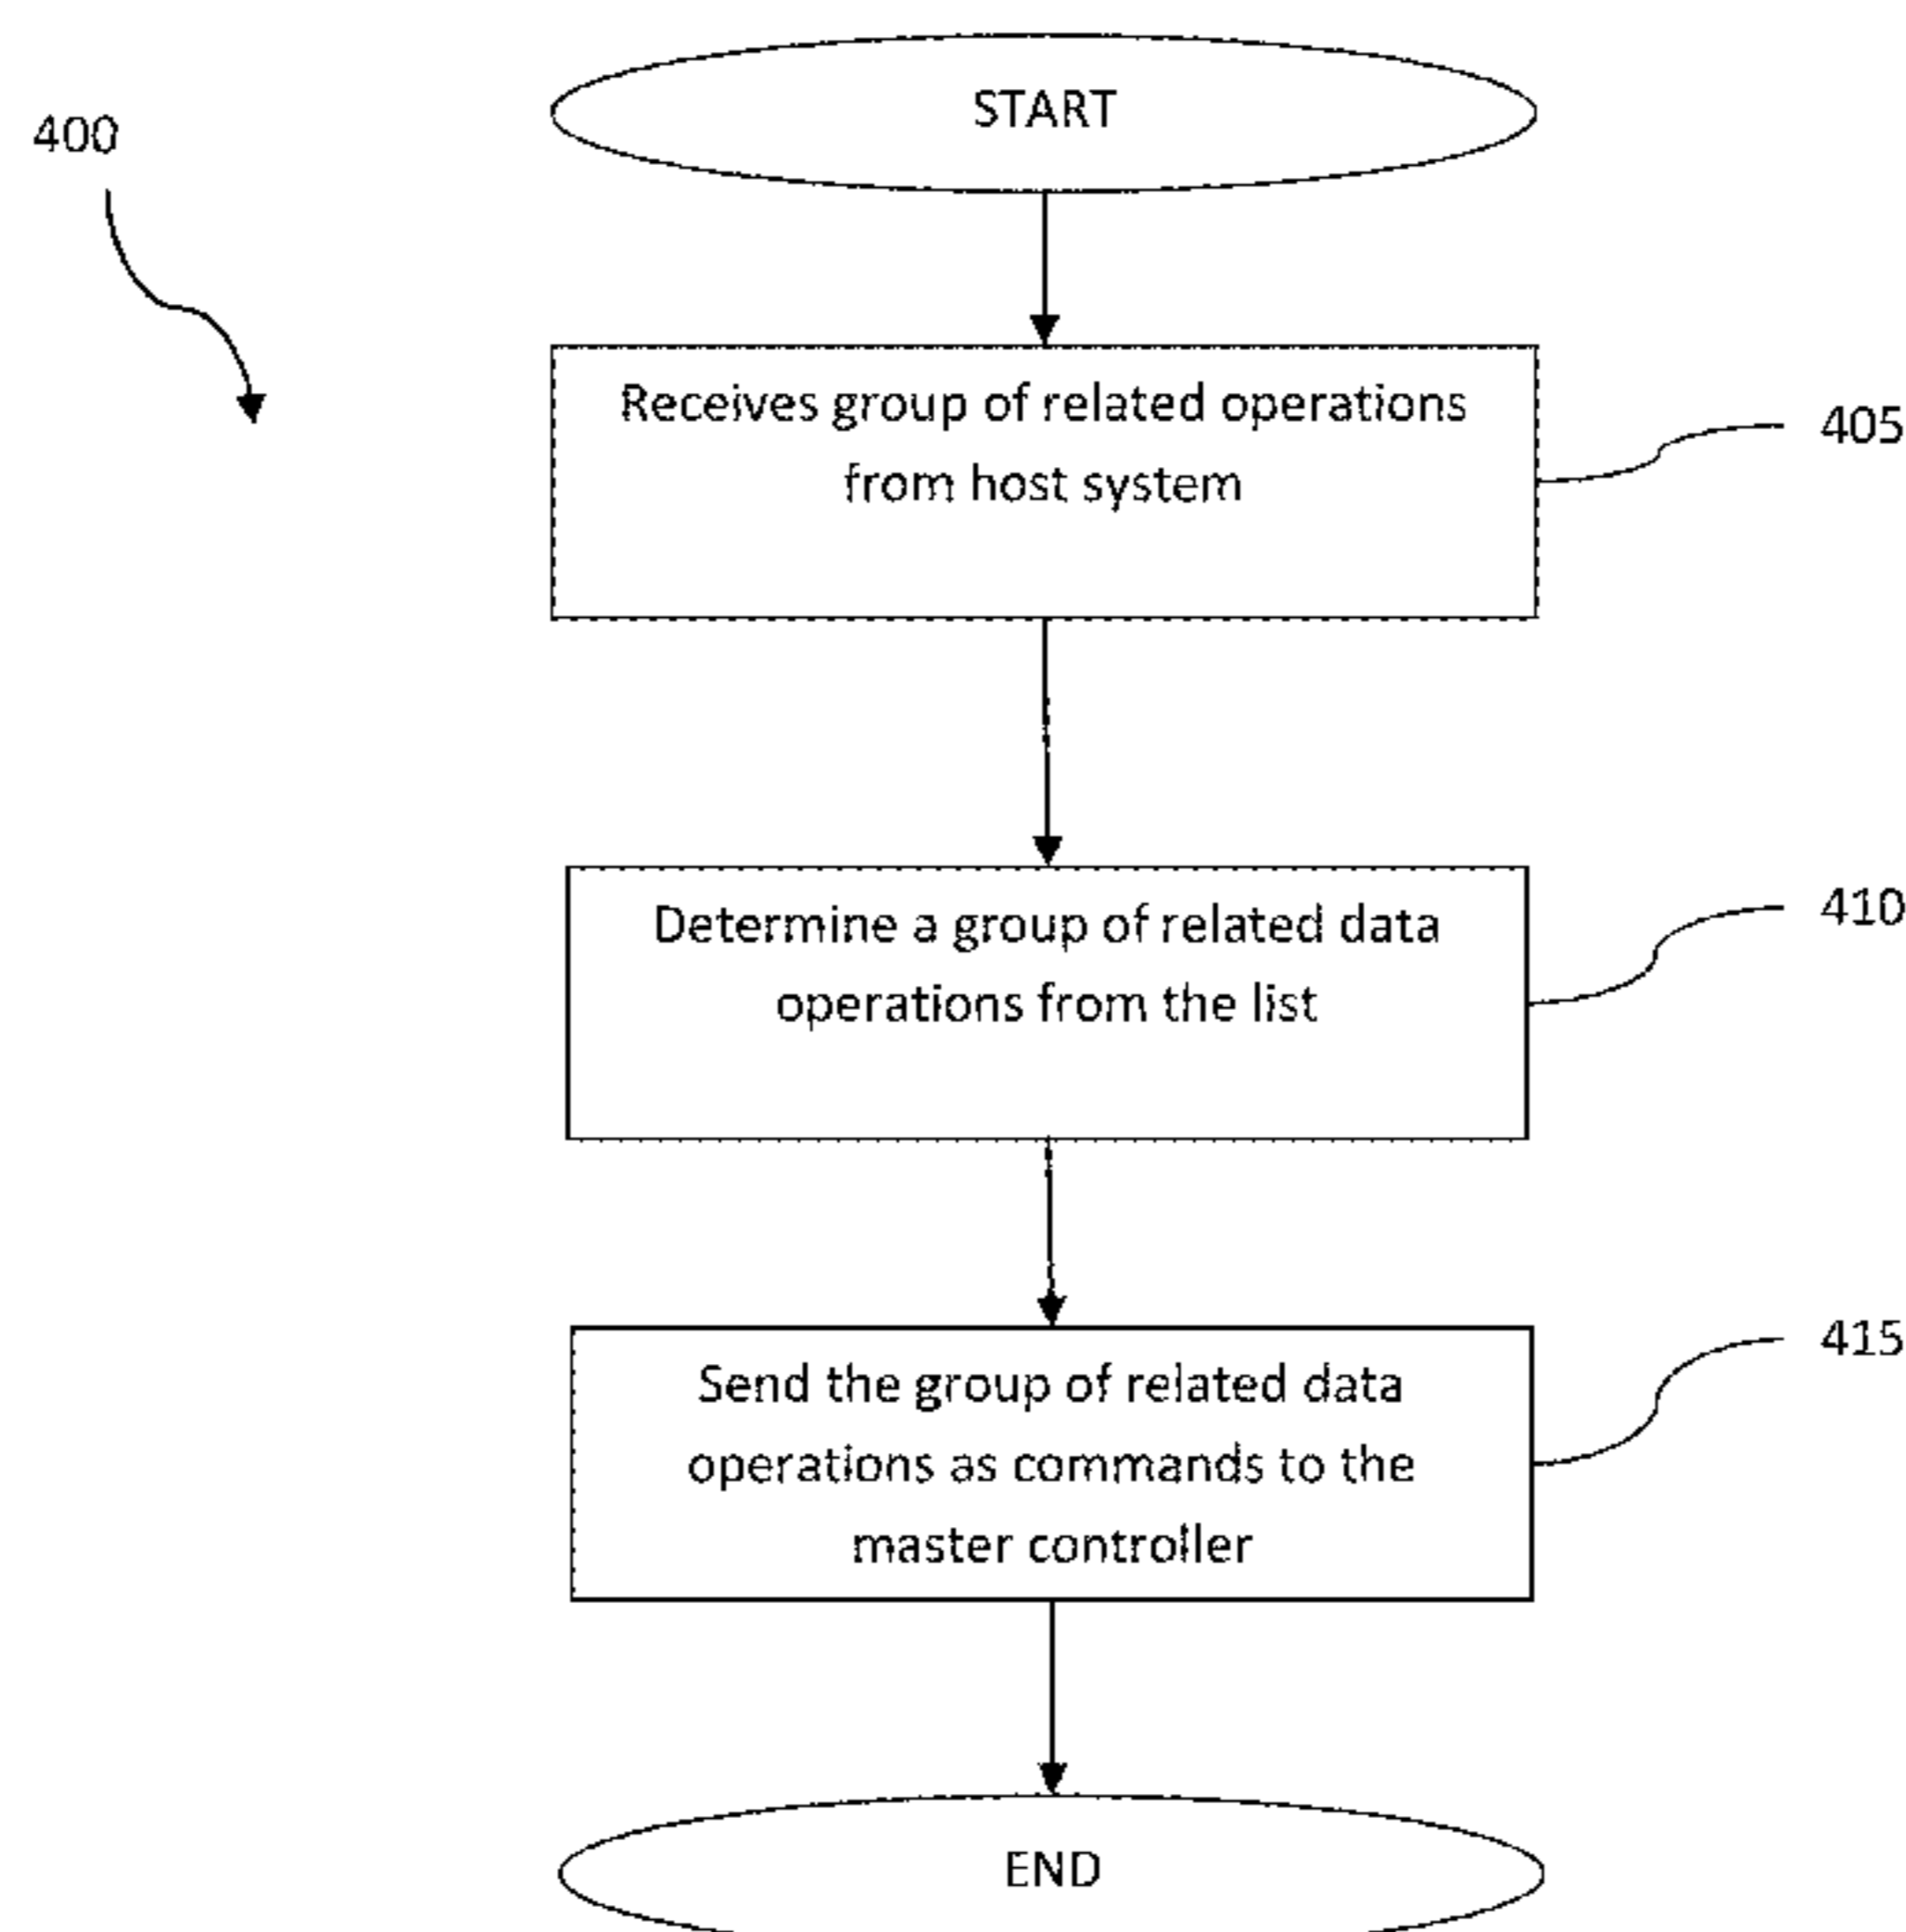 START
400
Receives group of related operations
from host system
405
Determine a group of related data
operations from the list
410
Send the group of related data
operations as commands to the
master controller
415
END